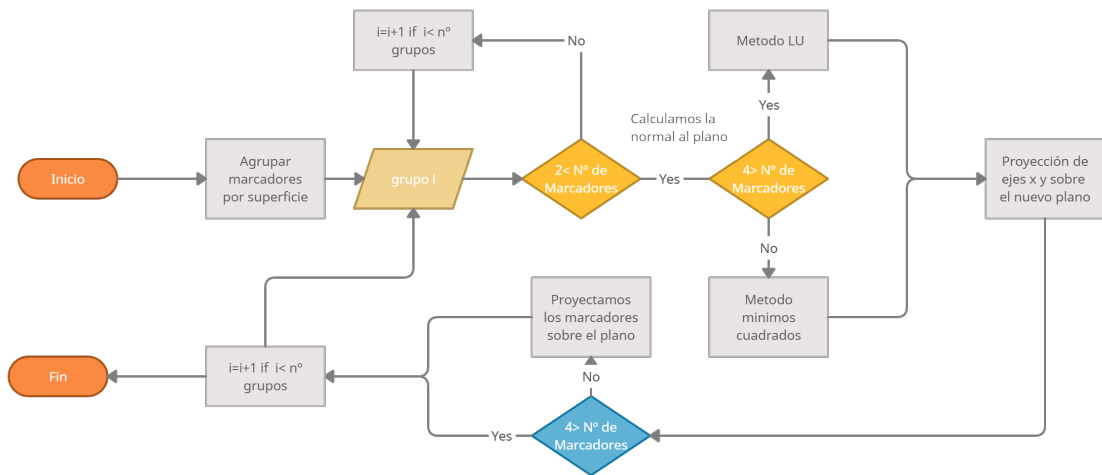 i=i+1 if  i< nº
grupos
No
Metodo LU
Yes
Calculamos la
normal al plano
Inicio
Agrupar
marcadores
por superficie
grupo i
2< Nº de
Marcadores
Yes
4> Nº de
Marcadores
Proyección de
ejes x y sobre
el nuevo plano
No
Proyectamos
los marcadores
sobre el plano
Metodo
minimos
cuadrados
Fin
i=i+1 if  i< nº
grupos
No
Yes
4> Nº de
Marcadores